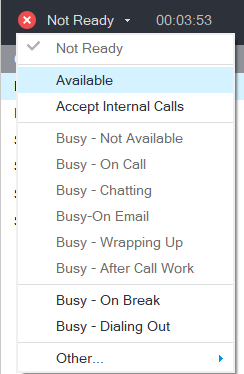 Not Ready 00:03:53
Not Ready
Available
Accept Internal Calls
Busy - Not Available
Busy - On Call
Busy - Chatting
Busy-On Email
Busy - Wrapping Up
Busy - After Call Work
Busy - On Break
Busy - Dialing Out
Other...